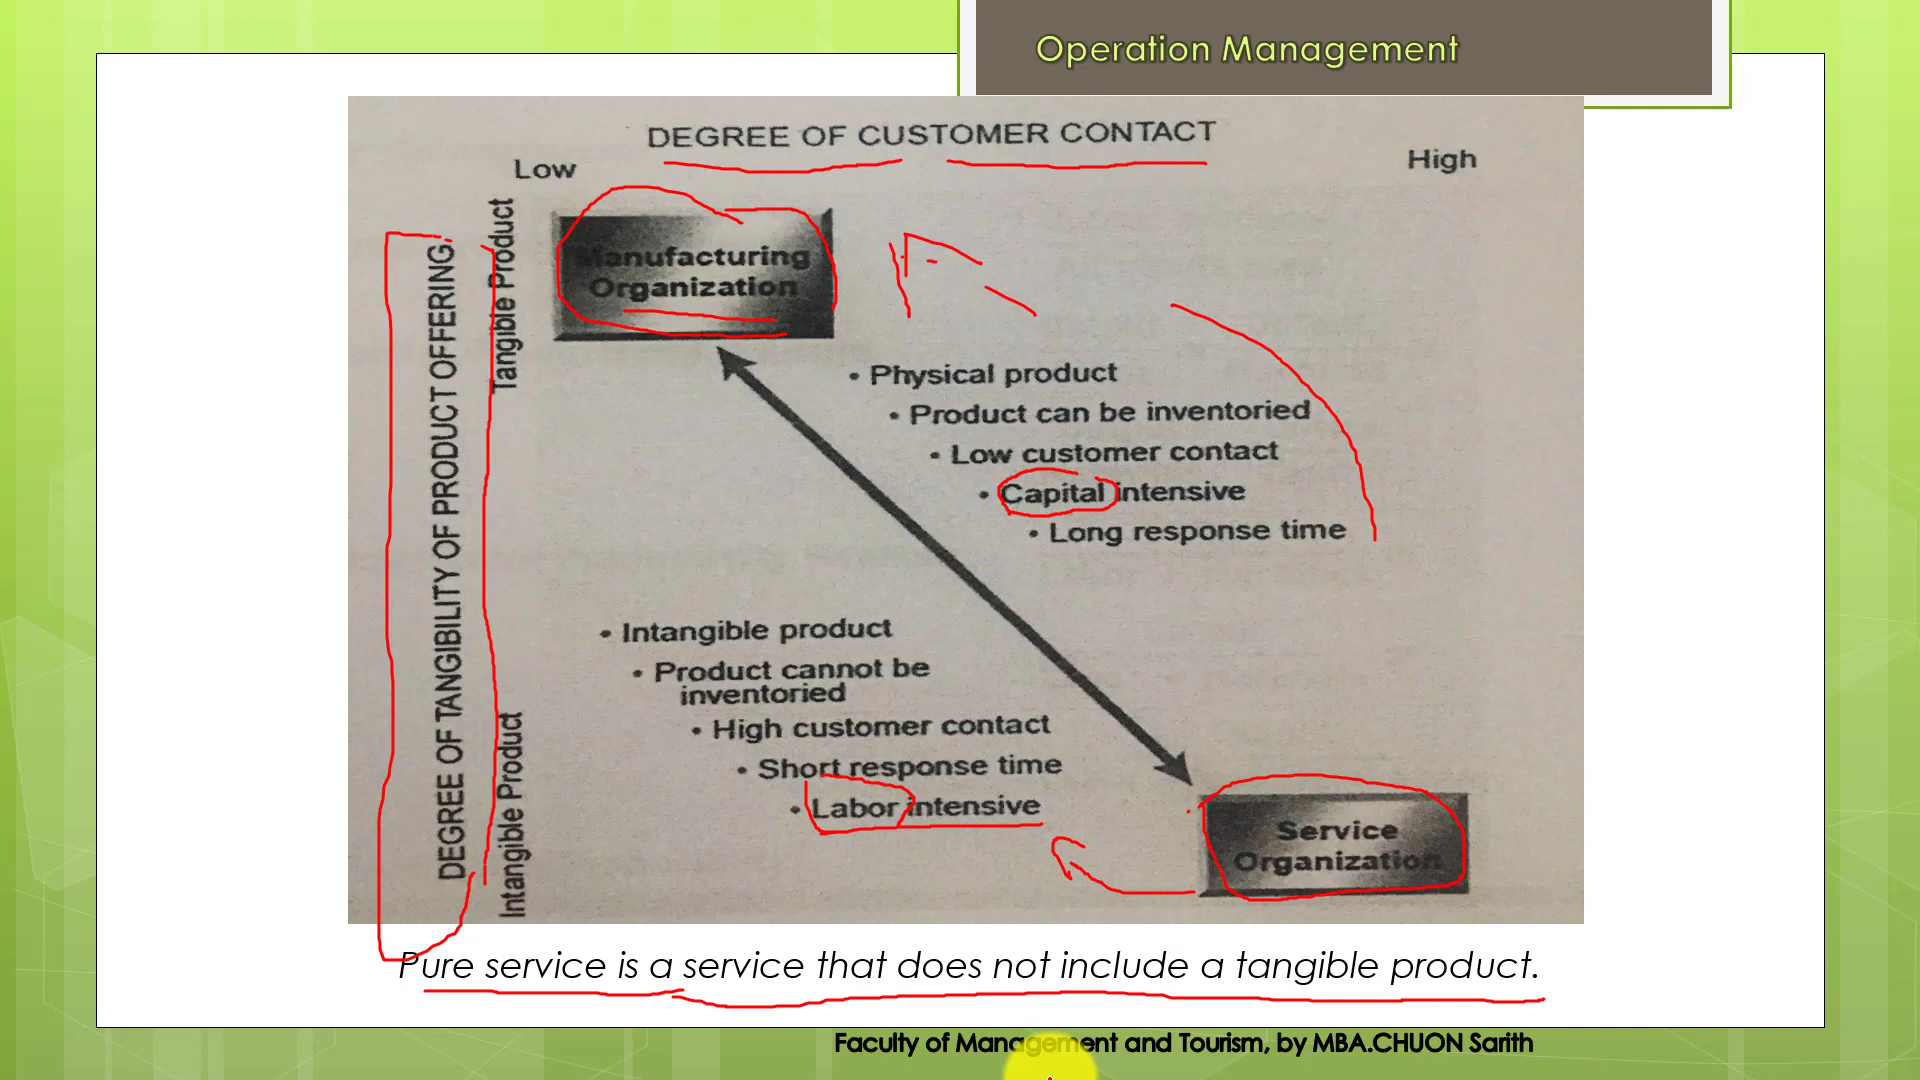 Operation Management
DEGREE OF CUSTOMER CONTACT
Low
High
DEGREE OF TANGIBILITY OF PRODUCT OFFERING
Tangible Product
Intangible Product
Manufacturing
Organization
• Physical product
• Product can be inventoried
• Low customer contact
• Capital intensive
• Long response time
• Intangible product
• Product cannot be
inventoried
• High customer contact
• Short response time
• Labor intensive
Service
Organization
Pure service is a service that does not include a tangible product.
Faculty of Management and Tourism, by MBA.CHUON Sarith